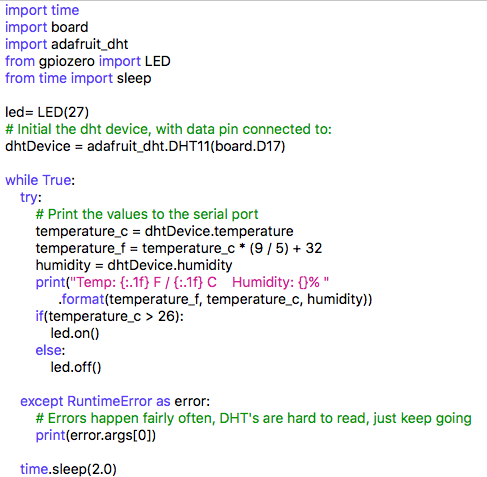 import time
import board
import adafruit_dht
from gpiozero import LED
from time import sleep

led= LED(27)
# Initial the dht device, with data pin connected to:
dhtDevice = adafruit_dht.DHT11(board.D17)

while True:
    try:
        # Print the values to the serial port
        temperature_c = dhtDevice.temperature
        temperature_f = temperature_c * (9 / 5) + 32
        humidity = dhtDevice.humidity
        print("Temp: {:.1f} F / {:.1f} C    Humidity: {}% "
              .format(temperature_f, temperature_c, humidity))
        if(temperature_c > 26):
            led.on()
        else:
            led.off()

    except RuntimeError as error:
        # Errors happen fairly often, DHT's are hard to read, just keep going
        print(error.args[0])

    time.sleep(2.0)